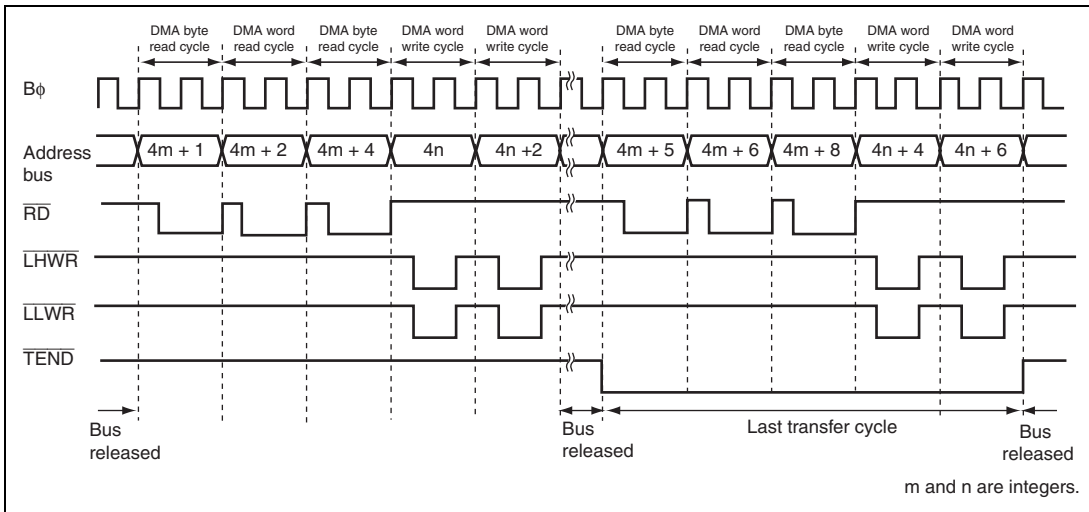 DMA byte read cycle
DMA word read cycle
DMA byte read cycle
DMA word write cycle
DMA word write cycle
DMA byte read cycle
DMA word read cycle
DMA byte read cycle
DMA word write cycle
DMA word write cycle
Bφ
Address bus
4m + 1
4m + 2
4m + 4
4n
4n +2
4m + 5
4m + 6
4m + 8
4n + 4
4n + 6
RD
LHWR
LLWR
TEND
Bus released
Bus released
Last transfer cycle
Bus released
m and n are integers.